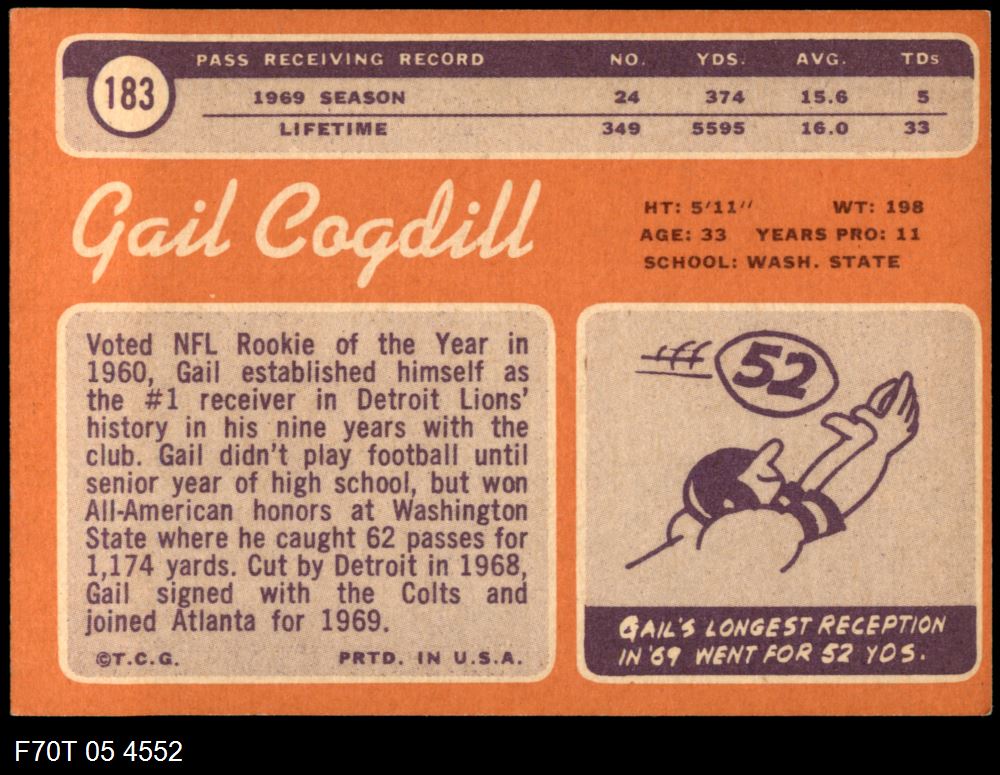 183
PASS RECEIVING RECORD NO. YDS. AVG. TDs
1969 SEASON 24 374 15.6 5
LIFETIME 349 5595 16.0 33
Gail Cogdill
HT: 5'11'' WT: 198
AGE: 33 YEARS PRO: 11
SCHOOL: WASH. STATE
Voted NFL Rookie of the Year in
1960, Gail established himself as
the #1 receiver in Detroit Lions'
history in his nine years with the
club. Gail didn't play football until
senior year of high school, but won
All-American honors at Washington
State where he caught 62 passes for
1,174 yards. Cut by Detroit in 1968,
Gail signed with the Colts and
joined Atlanta for 1969.
©T.C.G. PRTD. IN U.S.A.
52
GAIL'S LONGEST RECEPTION
IN '69 WENT FOR 52 YDS.
F70T 05 4552